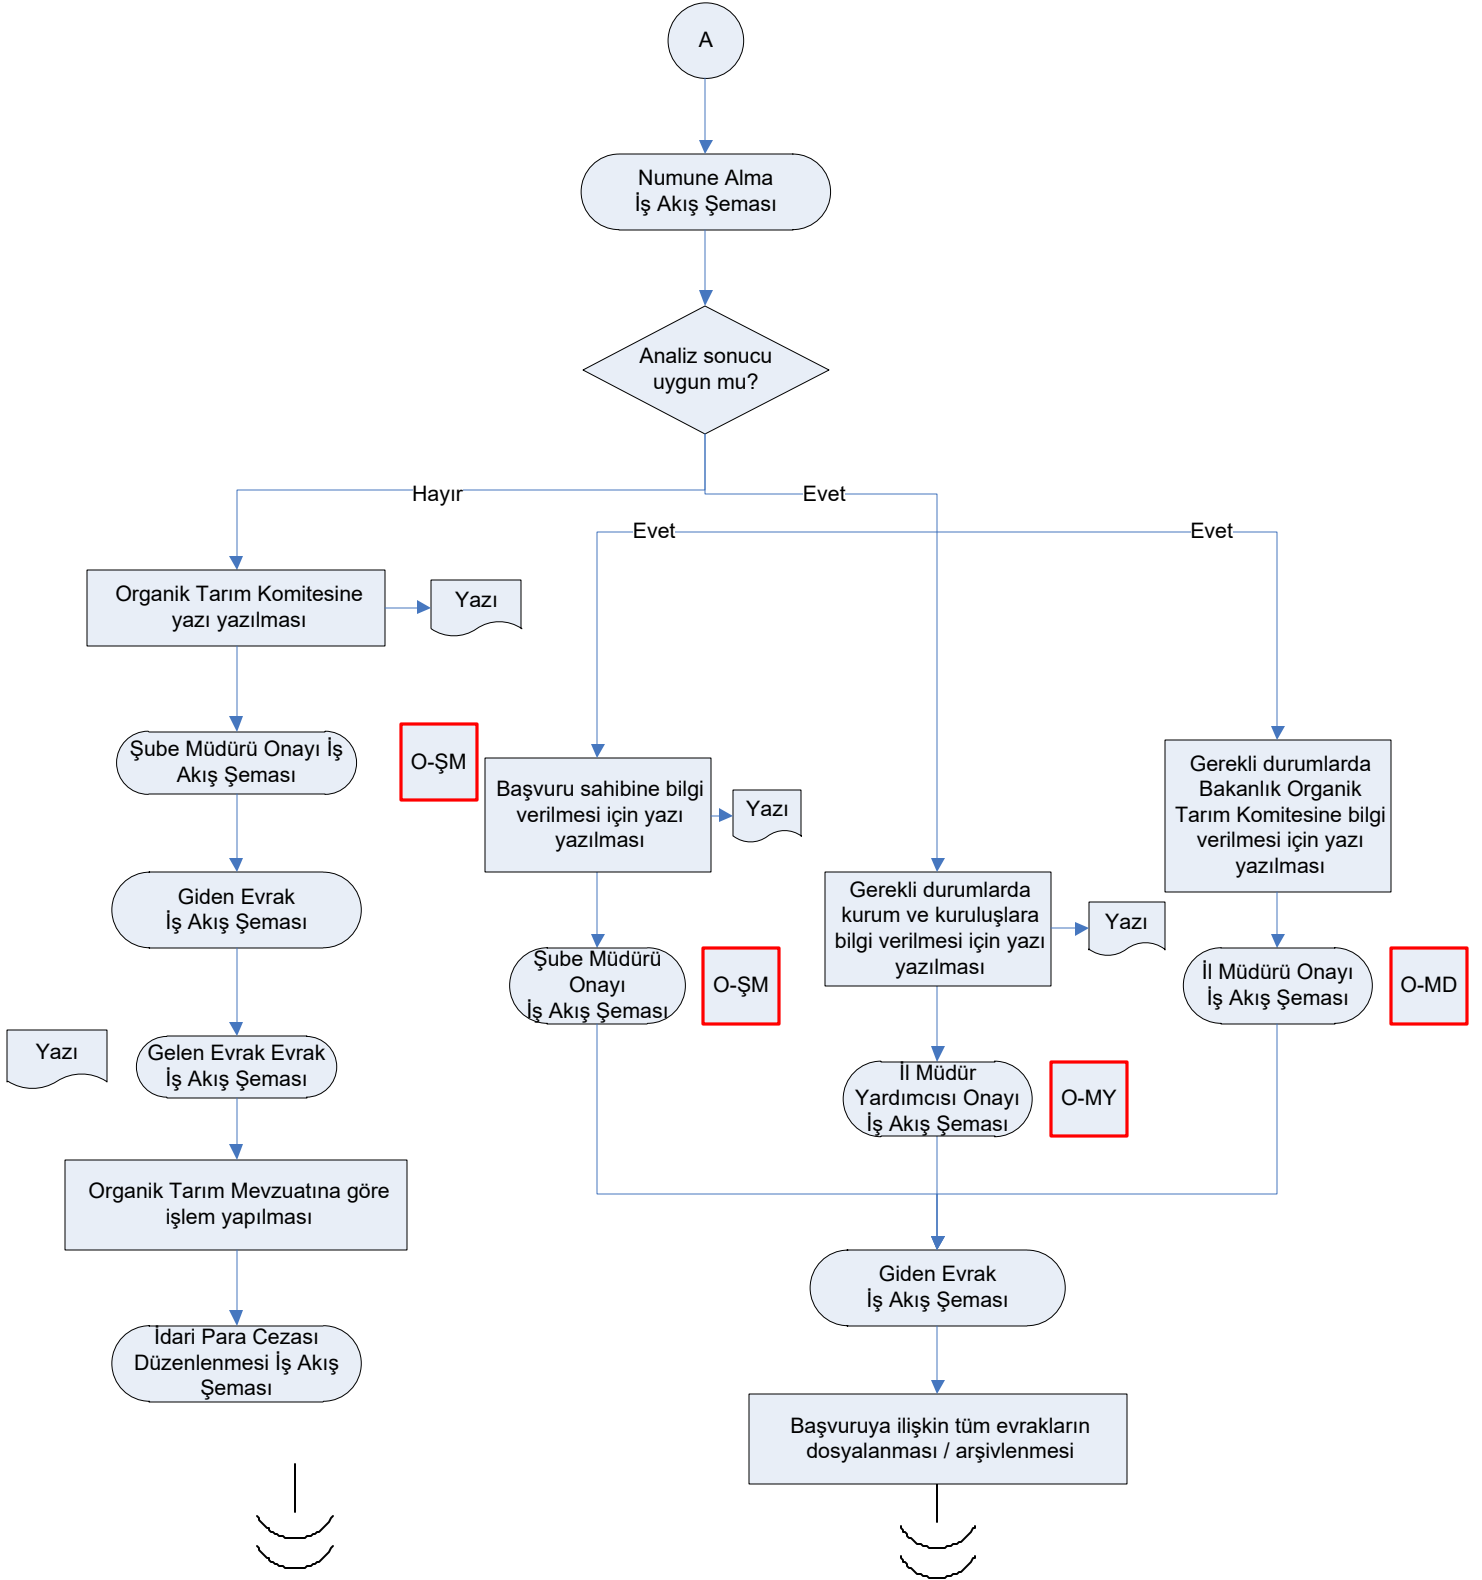 A
Numune Alma
İş Akış Şeması
Analiz sonucu
uygun mu?
Hayır
Evet
Evet
Evet
Organik Tarım Komitesine
yazı yazılması
Yazı
Şube Müdürü Onayı İş
Akış Şeması
O-ŞM
Giden Evrak
İş Akış Şeması
Yazı
Gelen Evrak Evrak
İş Akış Şeması
Organik Tarım Mevzuatına göre
işlem yapılması
İdari Para Cezası
Düzenlenmesi İş Akış
Şeması
Başvuru sahibine bilgi
verilmesi için yazı
yazılması
Yazı
Şube Müdürü
Onayı
İş Akış Şeması
O-ŞM
Gerekli durumlarda
kurum ve kuruluşlara
bilgi verilmesi için yazı
yazılması
Yazı
İl Müdür
Yardımcısı Onayı
İş Akış Şeması
O-MY
Gerekli durumlarda
Bakanlık Organik
Tarım Komitesine bilgi
verilmesi için yazı
yazılması
İl Müdürü Onayı
İş Akış Şeması
O-MD
Giden Evrak
İş Akış Şeması
Başvuruya ilişkin tüm evrakların
dosyalanması / arşivlenmesi